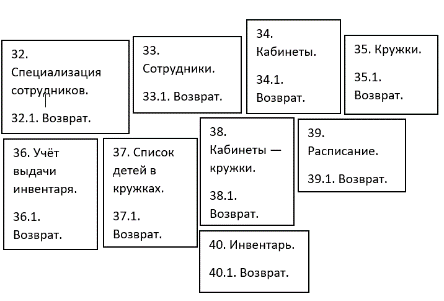 32.
Специализация
сотрудников.
32.1. Возврат.
33.
Сотрудники.
33.1. Возврат.
34.
Кабинеты.
34.1.
Возврат.
35. Кружки.
35.1.
Возврат.
36. Учёт
выдачи
инвентаря.
36.1.
Возврат.
37. Список
детей в
кружках.
37.1.
Возврат.
38.
Кабинеты —
кружки.
38.1.
Возврат.
39.
Расписание.
39.1. Возврат.
40. Инвентарь.
40.1. Возврат.